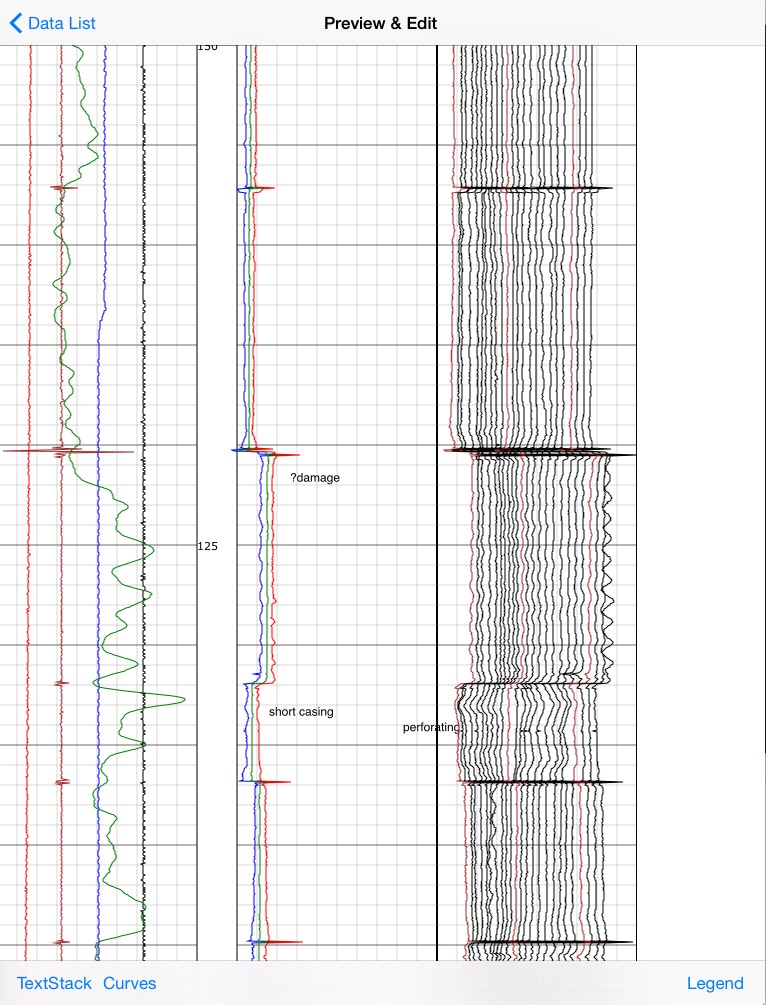 Data List
Preview & Edit
150
?damage
125
short casing
perforating
TextStack Curves
Legend